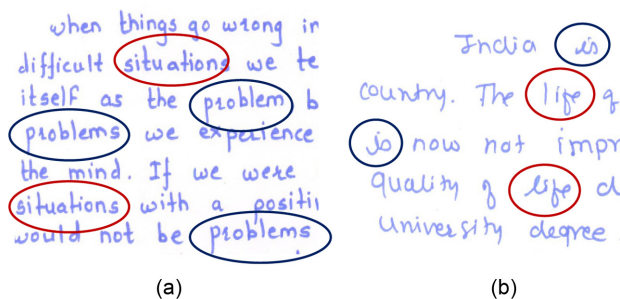 when things go wrong in
difficult situations we te
itself as the problem b
problems we experience
the mind. If we were
situations with a positi
would not be problems
(a)
India is
country. The life
is now not impr
quality of life d
University degree
(b)